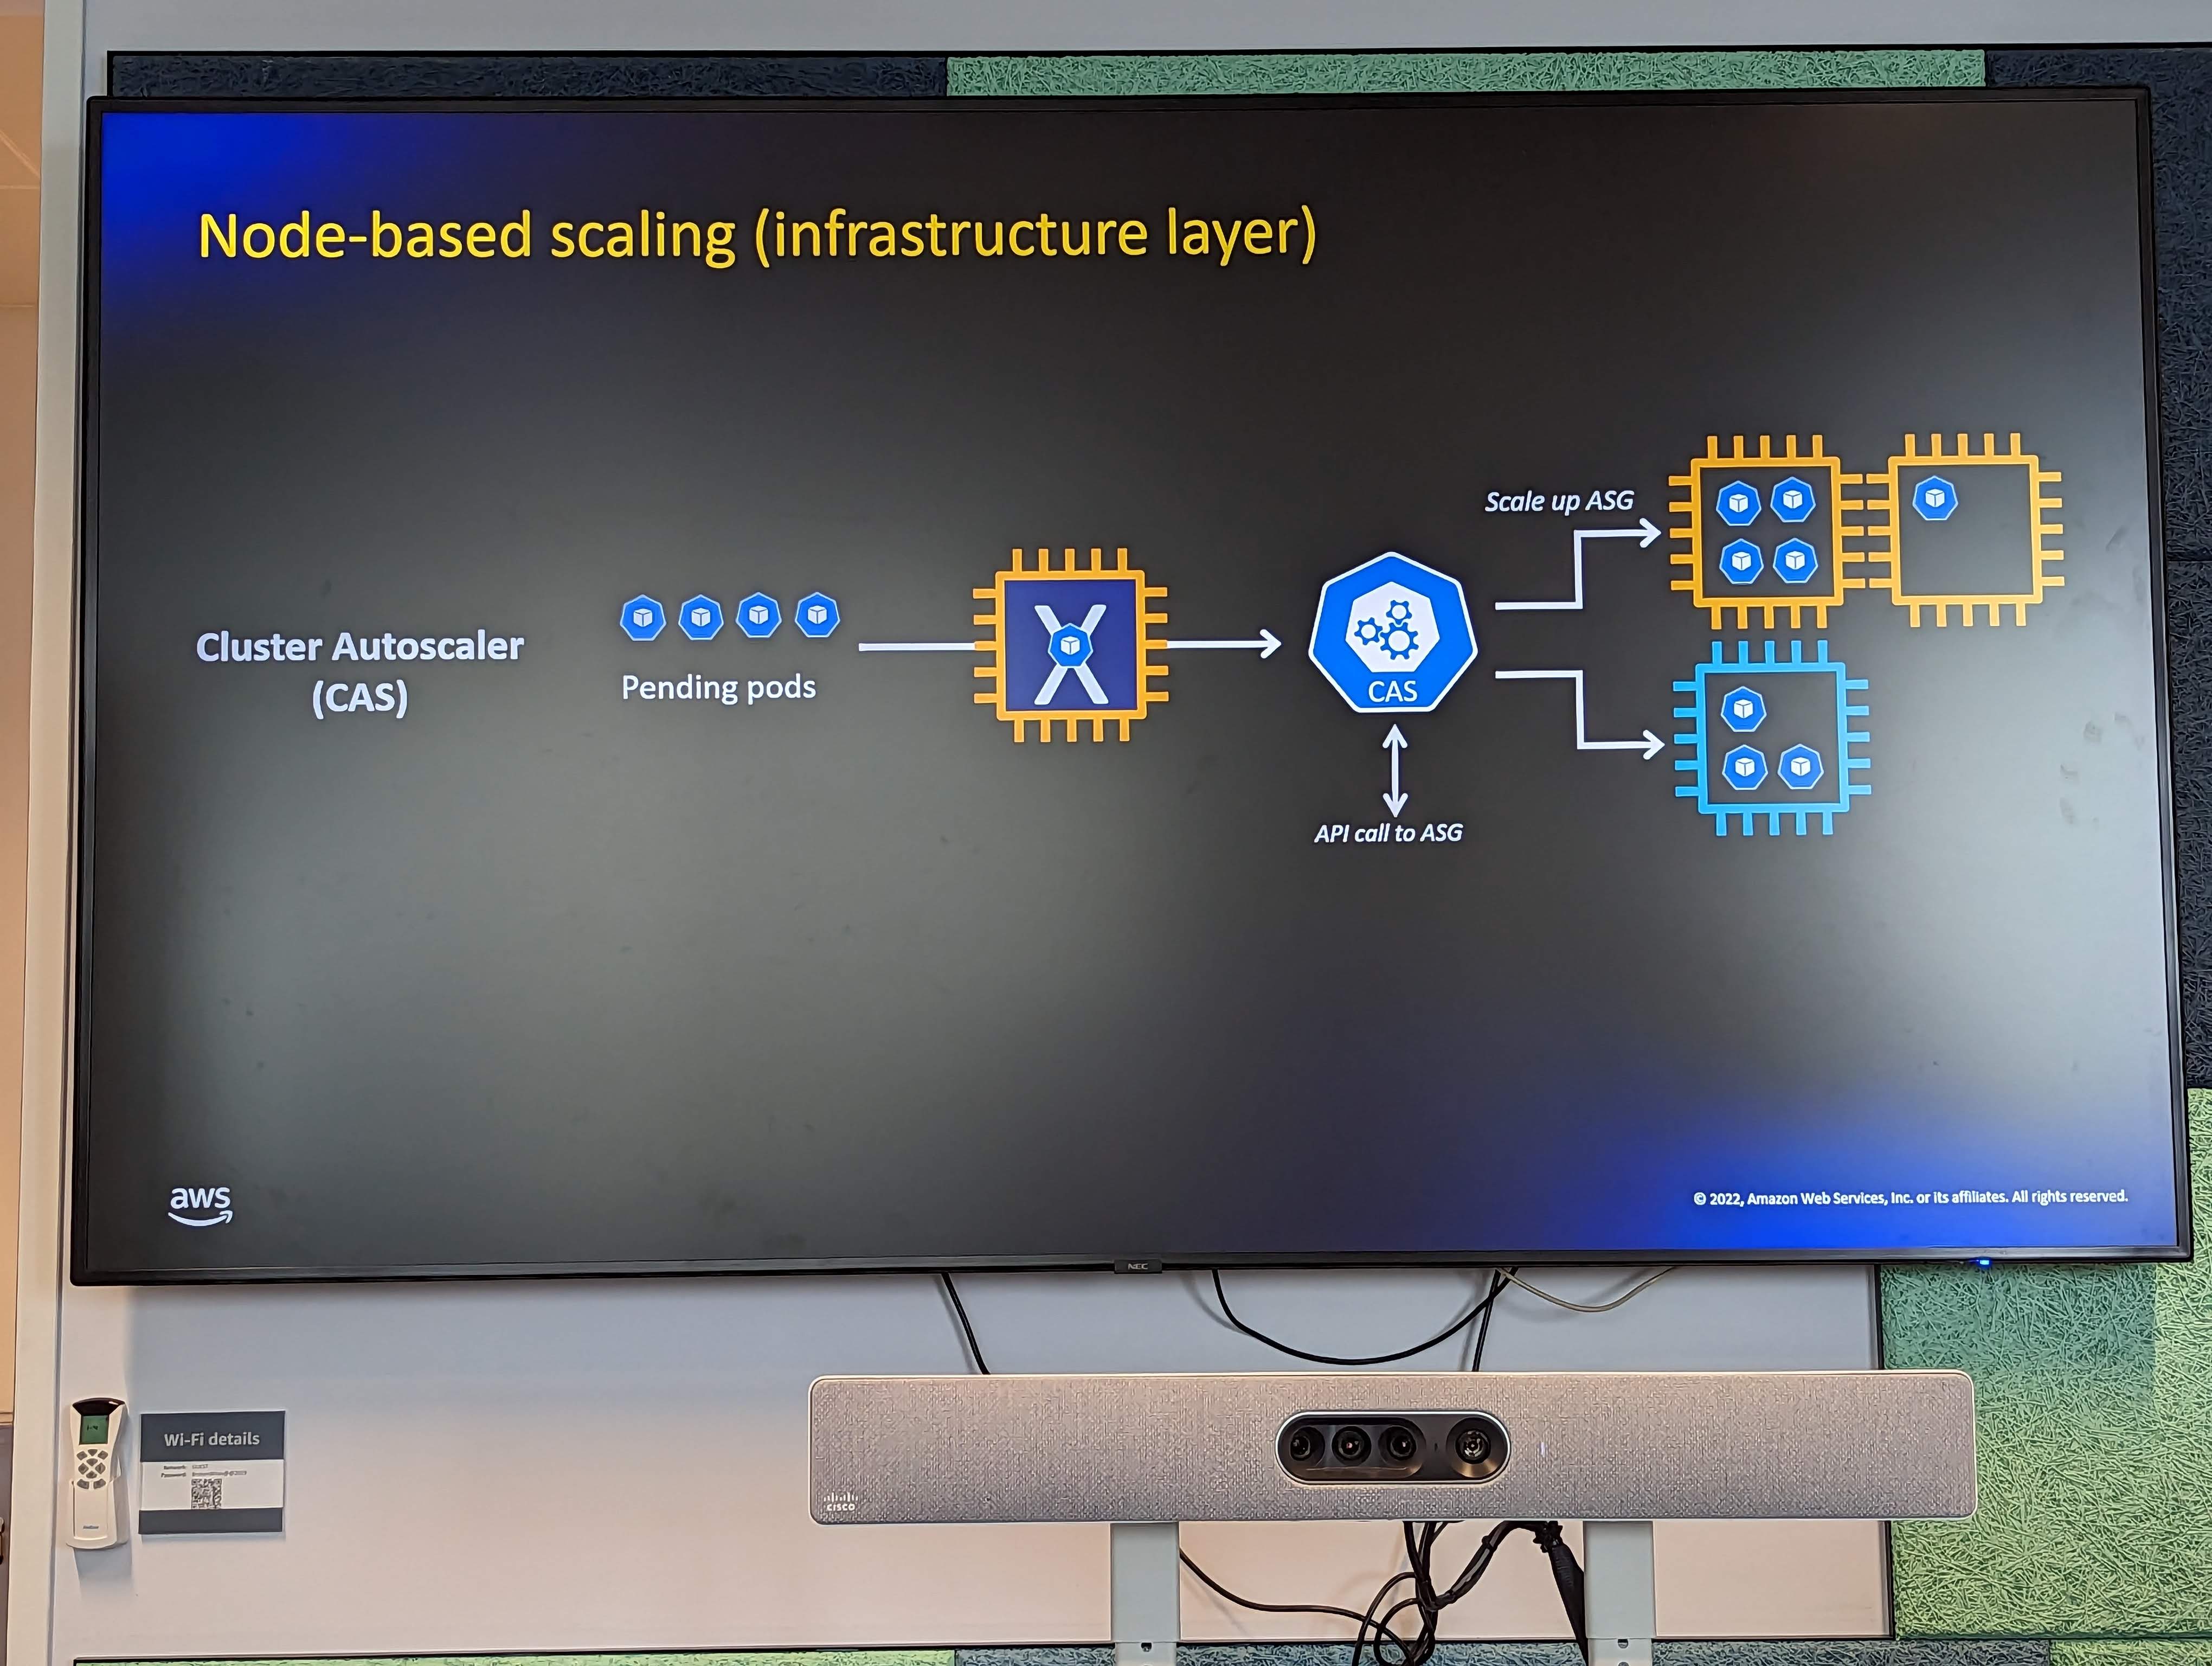 Node-based scaling (infrastructure layer)
Scale up ASG
Cluster Autoscaler
(CAS)
Pending pods
X
CAS
API call to ASG
aws
© 2022, Amazon Web Services, Inc. or its affiliates. All rights reserved.
NEC
Wi-Fi details
Network: GUEST
Password:
CISCO